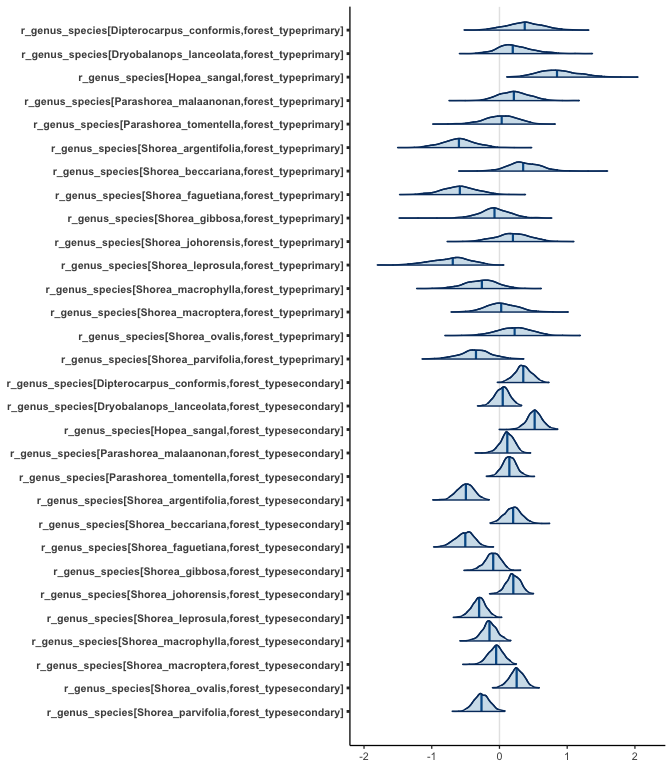 r_genus_species[Dipterocarpus_conformis,forest_typeprimary]
r_genus_species[Dryobalanops_lanceolata,forest_typeprimary]
r_genus_species[Hopea_sangal,forest_typeprimary]
r_genus_species[Parashorea_malaanonan,forest_typeprimary]
r_genus_species[Parashorea_tomentella,forest_typeprimary]
r_genus_species[Shorea_argentifolia,forest_typeprimary]
r_genus_species[Shorea_beccariana,forest_typeprimary]
r_genus_species[Shorea_faguetiana,forest_typeprimary]
r_genus_species[Shorea_gibbosa,forest_typeprimary]
r_genus_species[Shorea_johorensis,forest_typeprimary]
r_genus_species[Shorea_leprosula,forest_typeprimary]
r_genus_species[Shorea_macrophylla,forest_typeprimary]
r_genus_species[Shorea_macroptera,forest_typeprimary]
r_genus_species[Shorea_ovalis,forest_typeprimary]
r_genus_species[Shorea_parvifolia,forest_typeprimary]
r_genus_species[Dipterocarpus_conformis,forest_typesecondary]
r_genus_species[Dryobalanops_lanceolata,forest_typesecondary]
r_genus_species[Hopea_sangal,forest_typesecondary]
r_genus_species[Parashorea_malaanonan,forest_typesecondary]
r_genus_species[Parashorea_tomentella,forest_typesecondary]
r_genus_species[Shorea_argentifolia,forest_typesecondary]
r_genus_species[Shorea_beccariana,forest_typesecondary]
r_genus_species[Shorea_faguetiana,forest_typesecondary]
r_genus_species[Shorea_gibbosa,forest_typesecondary]
r_genus_species[Shorea_johorensis,forest_typesecondary]
r_genus_species[Shorea_leprosula,forest_typesecondary]
r_genus_species[Shorea_macrophylla,forest_typesecondary]
r_genus_species[Shorea_macroptera,forest_typesecondary]
r_genus_species[Shorea_ovalis,forest_typesecondary]
r_genus_species[Shorea_parvifolia,forest_typesecondary]
-2 -1 0 1 2